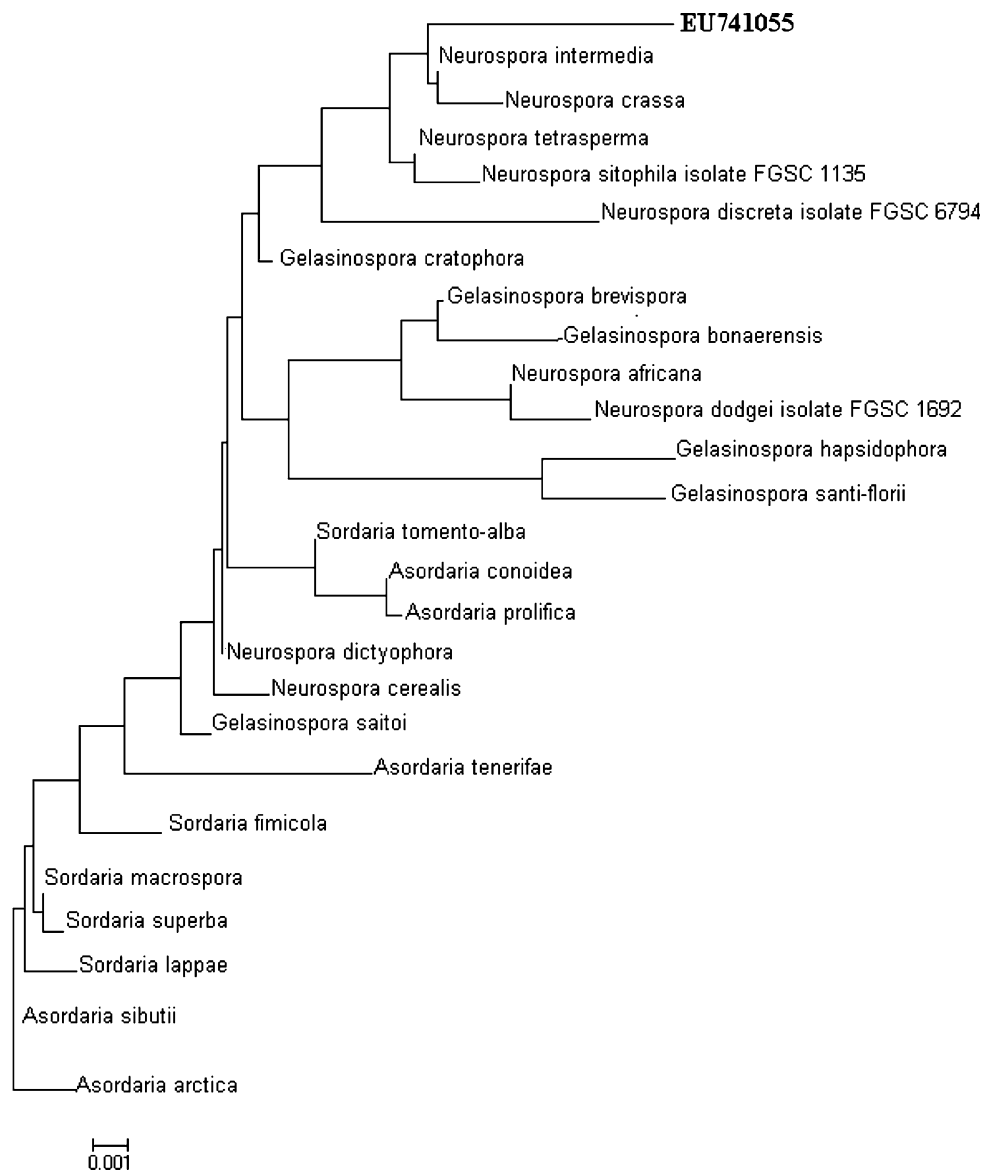 EU741055
Neurospora intermedia
Neurospora crassa
Neurospora tetrasperma
Neurospora sitophila isolate FGSC 1135
Neurospora discreta isolate FGSC 6794
Gelasinospora cratophora
Gelasinospora brevispora
Gelasinospora bonaerensis
Neurospora africana
Neurospora dodgei isolate FGSC 1692
Gelasinospora hapsidophora
Gelasinospora santi-florii
Sordaria tomento-alba
Asordaria conoidea
Asordaria prolifica
Neurospora dictyophora
Neurospora cerealis
Gelasinospora saitoi
Asordaria tenerifae
Sordaria fimicola
Sordaria macrospora
Sordaria superba
Sordaria lappae
Asordaria sibutii
Asordaria arctica
0.001